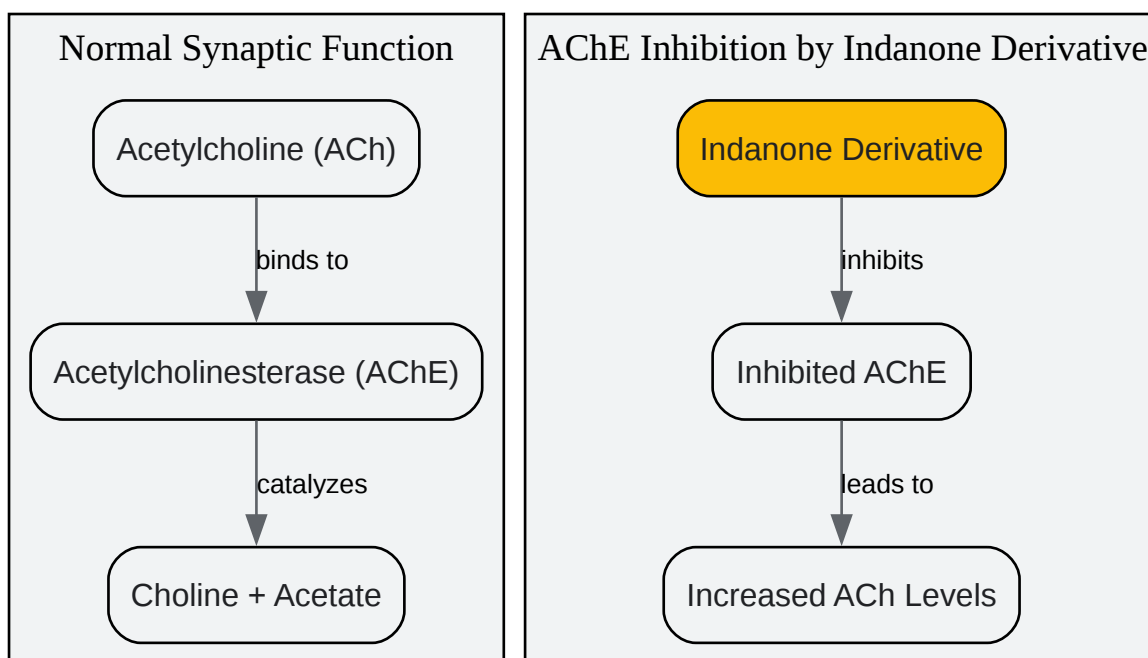 Normal Synaptic Function
Acetylcholine (ACh)
binds to
Acetylcholinesterase (AChE)
catalyzes
Choline + Acetate
AChE Inhibition by Indanone Derivative
Indanone Derivative
inhibits
Inhibited AChE
leads to
Increased ACh Levels